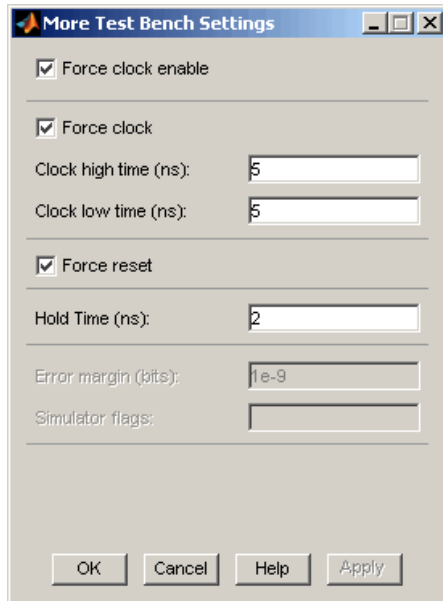 More Test Bench Settings
Force clock enable
Force clock
Clock high time (ns): 5
Clock low time (ns): 5
Force reset
Hold Time (ns): 2
Error margin (bits): 1e-9
Simulator flags:
OK Cancel Help Apply